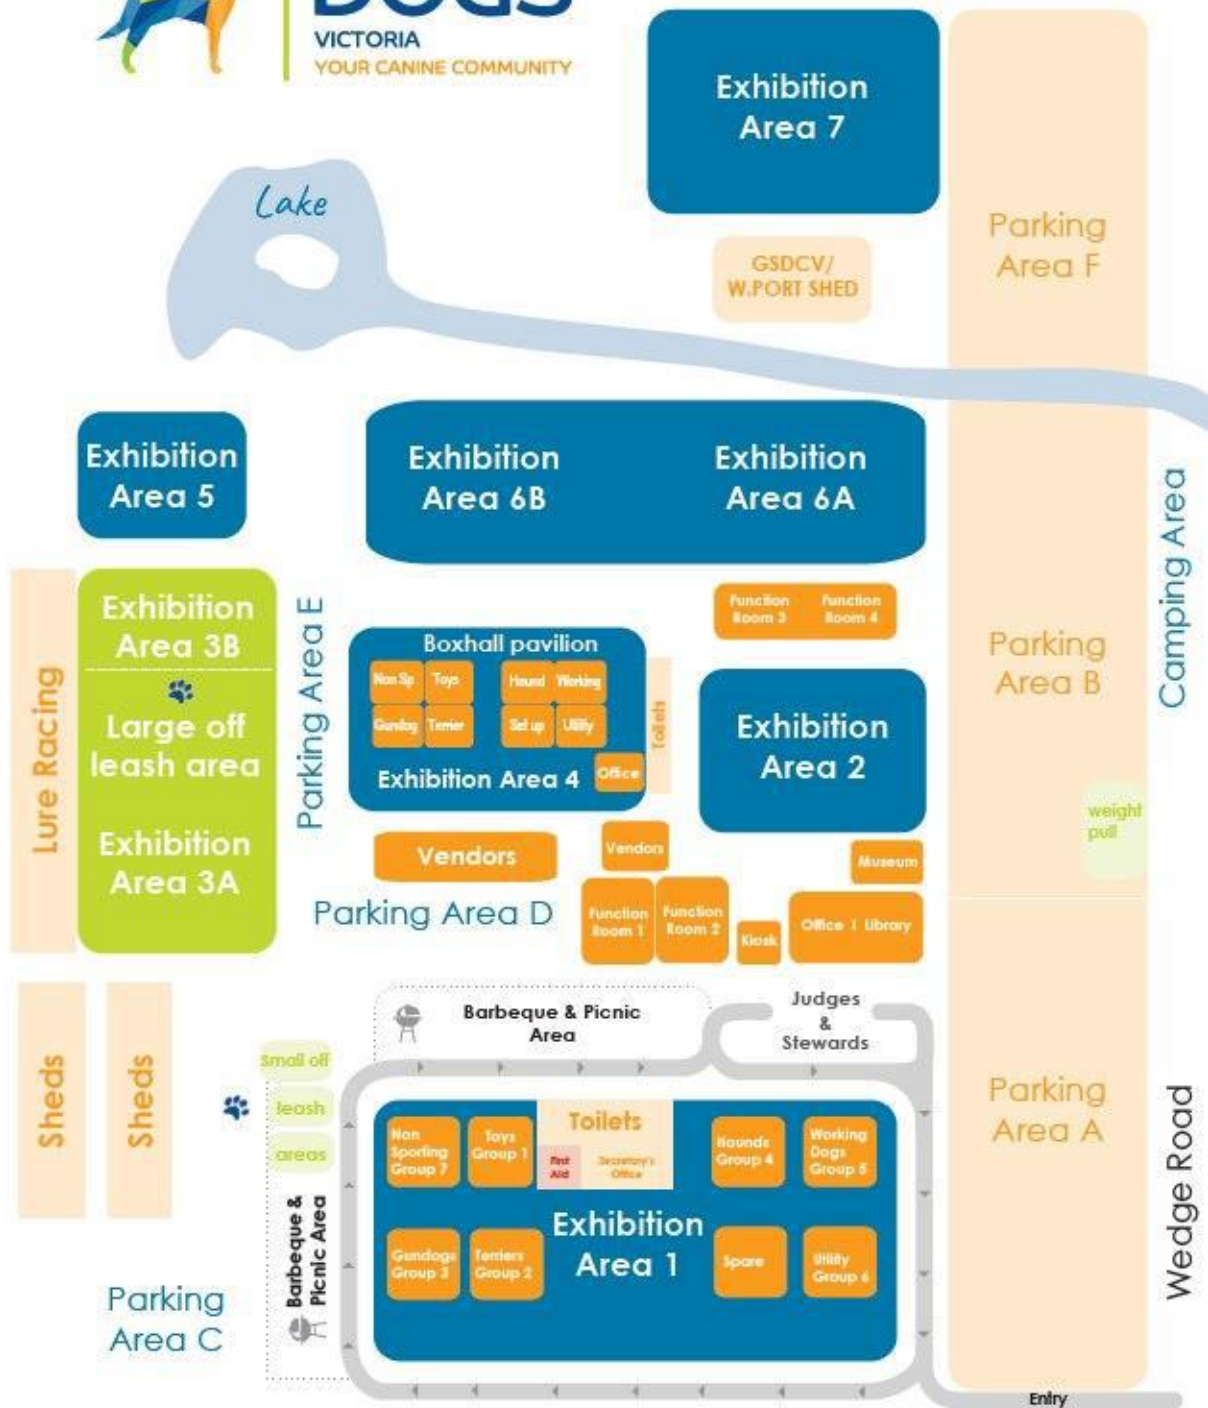 DOGS
VICTORIA
YOUR CANINE COMMUNITY
Exhibition
Area 7
Lake
Parking
Area F
GSDCV/
W.PORT SHED
Exhibition
Area 5
Exhibition
Area 6B
Exhibition
Area 6A
Camping Area
Lure Racing
Exhibition
Area 3B
Large off
leash area
Exhibition
Area 3A
Parking Area E
Boxhall pavilion
Non Sp
Toys
Hound
Working
Gundog
Terrier
Set up
Utility
Exhibition Area 4
Office
Toilets
Function
Room 3
Function
Room 4
Exhibition
Area 2
Parking
Area B
weight
pull
Vendors
Vendors
Museum
Parking Area D
Function
Room 1
Function
Room 2
Kiosk
Office | Library
Sheds
Sheds
Barbeque & Picnic
Area
Judges
&
Stewards
Small off
leash
areas
Barbeque &
Picnic Area
Parking
Area C
Non
Sporting
Group 7
Toys
Group 1
Toilets
First
Aid
Secretary's
Office
Hounds
Group 4
Working
Dogs
Group 5
Gundogs
Group 3
Terriers
Group 2
Exhibition
Area 1
Spare
Utility
Group 6
Parking
Area A
Wedge Road
Entry